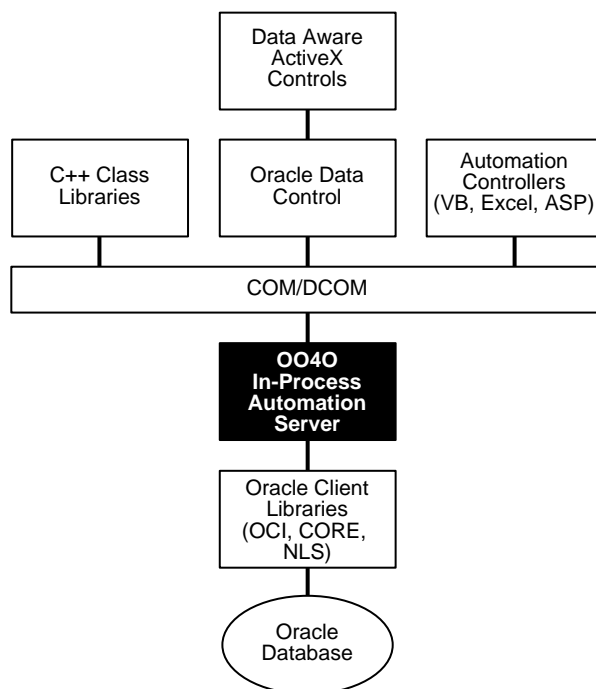 Data Aware
ActiveX
Controls
C++ Class
Libraries
Oracle Data
Control
Automation
Controllers
(VB, Excel, ASP)
COM/DCOM
OO4O
In-Process
Automation
Server
Oracle Client
Libraries
(OCI, CORE,
NLS)
Oracle
Database